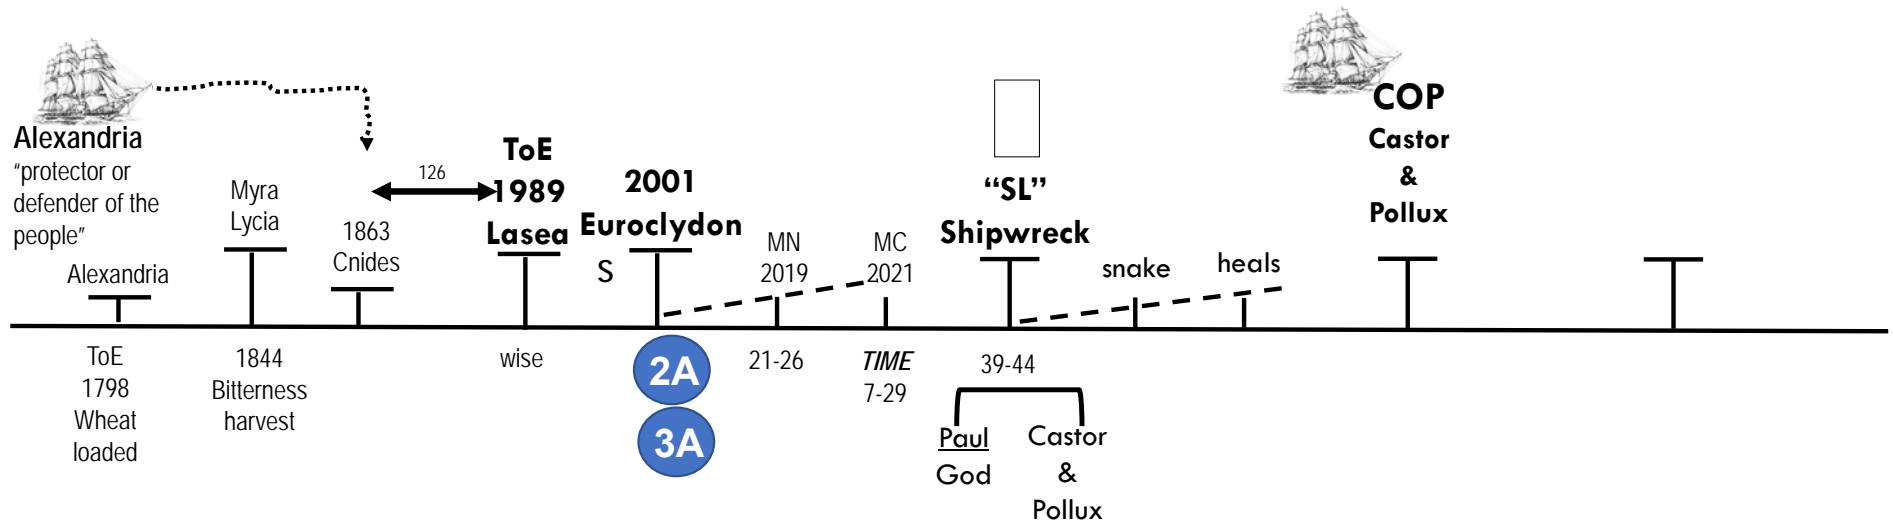 Alexandria
"protector or
defender of the
people"
Alexandria
Myra
Lycia
1863
Cnides
126
ToE
1989
Lasea
2001
Euroclydon
S
MN
2019
MC
2021
"SL"
Shipwreck
snake
heals
COP
Castor
&
Pollux
ToE
1798
Wheat
loaded
1844
Bitterness
harvest
wise
2A
3A
21-26
TIME
7-29
39-44
Paul
God
Castor
&
Pollux